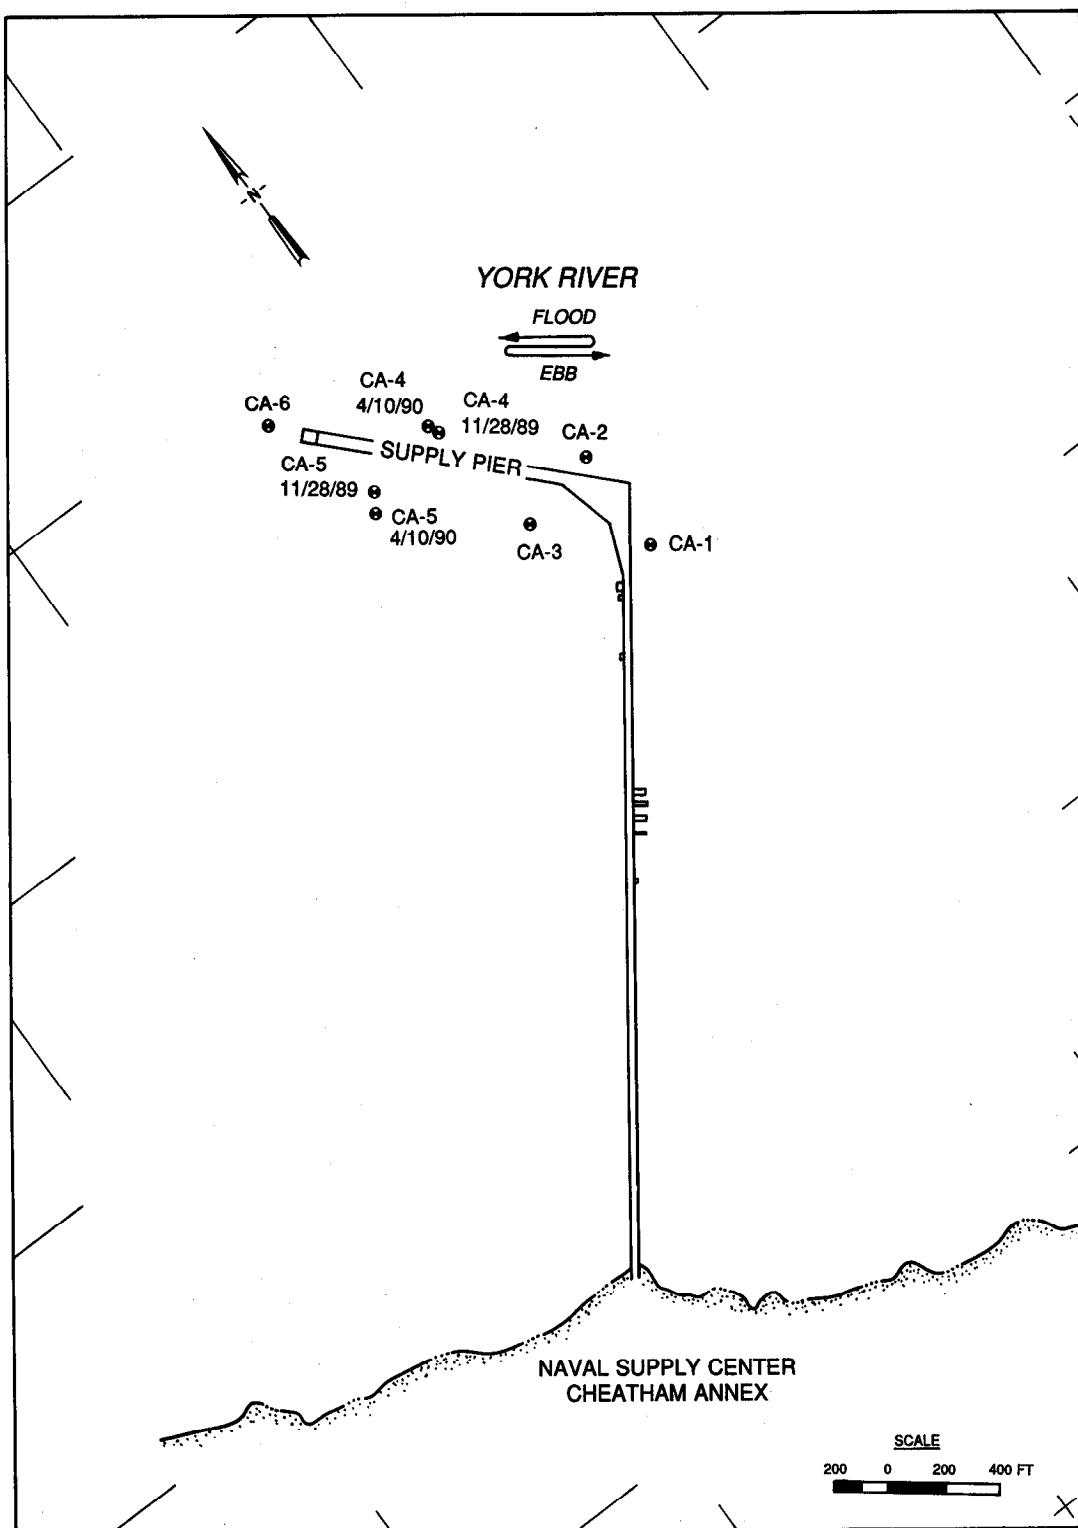 N
YORK RIVER
FLOOD
EBB
CA-4
4/10/90
CA-4
11/28/89
CA-6
CA-2
SUPPLY PIER
CA-5
11/28/89
CA-5
4/10/90
CA-3
CA-1
NAVAL SUPPLY CENTER
CHEATHAM ANNEX
SCALE
200 0 200 400 FT